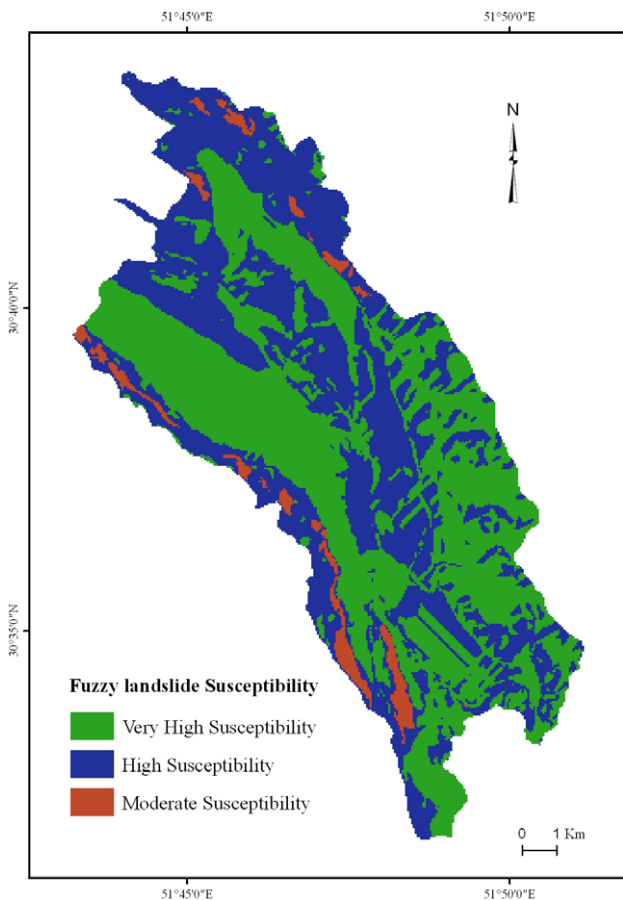 51°45'0"E 51°50'0"E
N
30°40'0"N
30°35'0"N
Fuzzy landslide Susceptibility
Very High Susceptibility
High Susceptibility
Moderate Susceptibility
0 1 Km
51°45'0"E 51°50'0"E